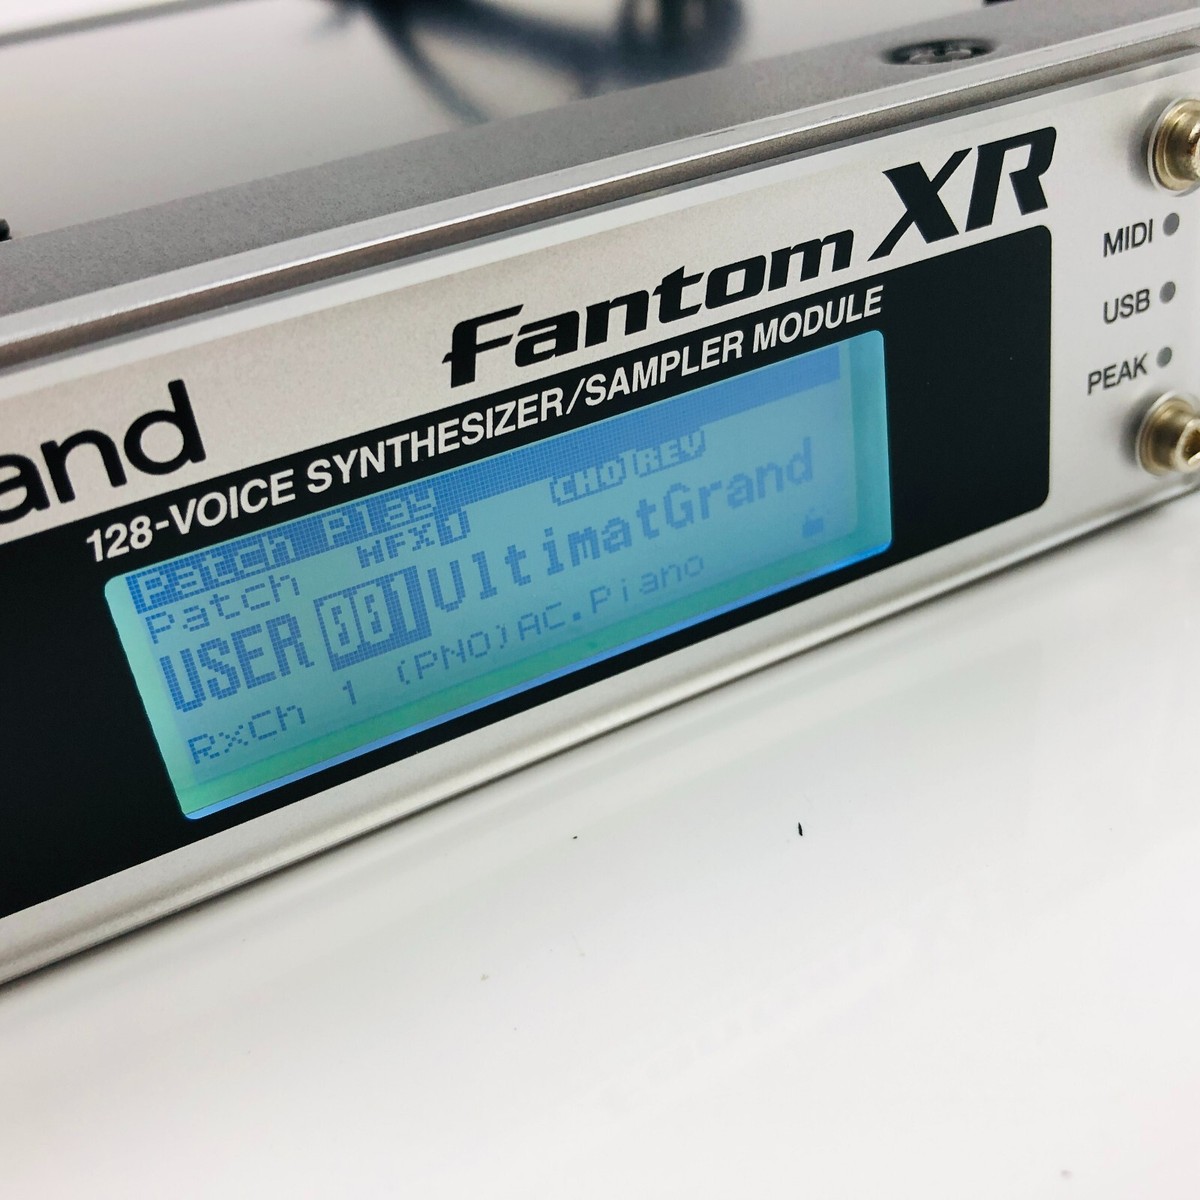 and
Fantom XR
128-VOICE SYNTHESIZER/SAMPLER MODULE
MIDI
USB
PEAK
Patch Play
Patch MFX1 CHO REV
USER 001 UltimatGrand
RxCh 1 (PNO)AC.Piano